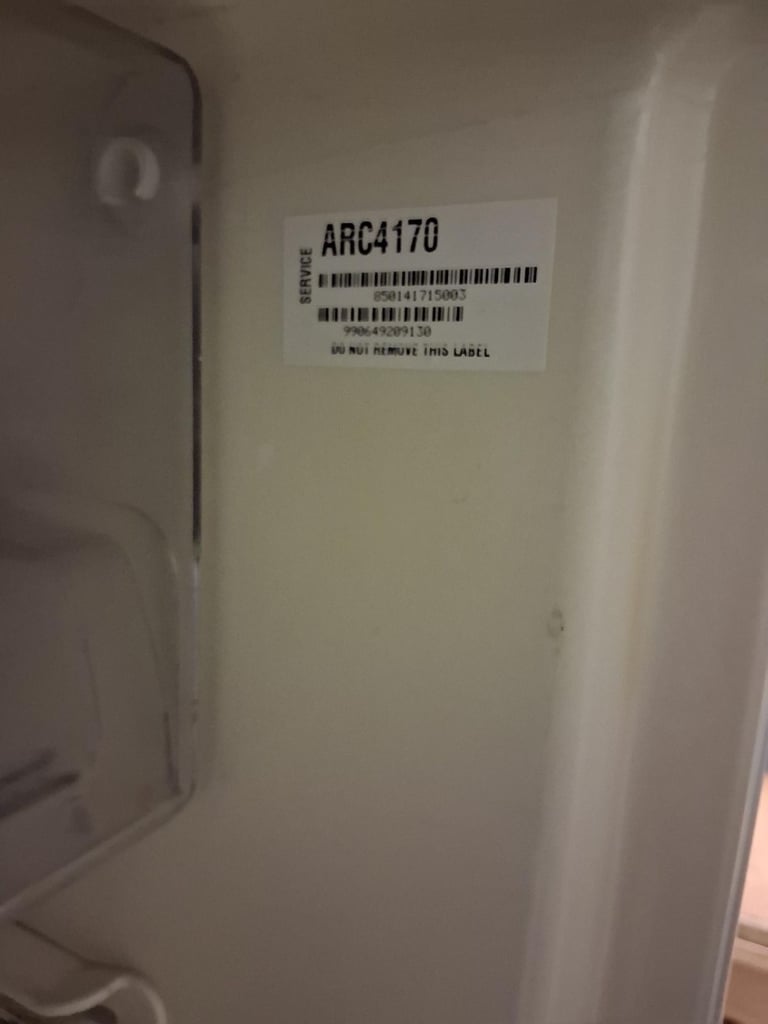 SERVICE
ARC4170
850141715003
990649209130
DO NOT REMOVE THIS LABEL